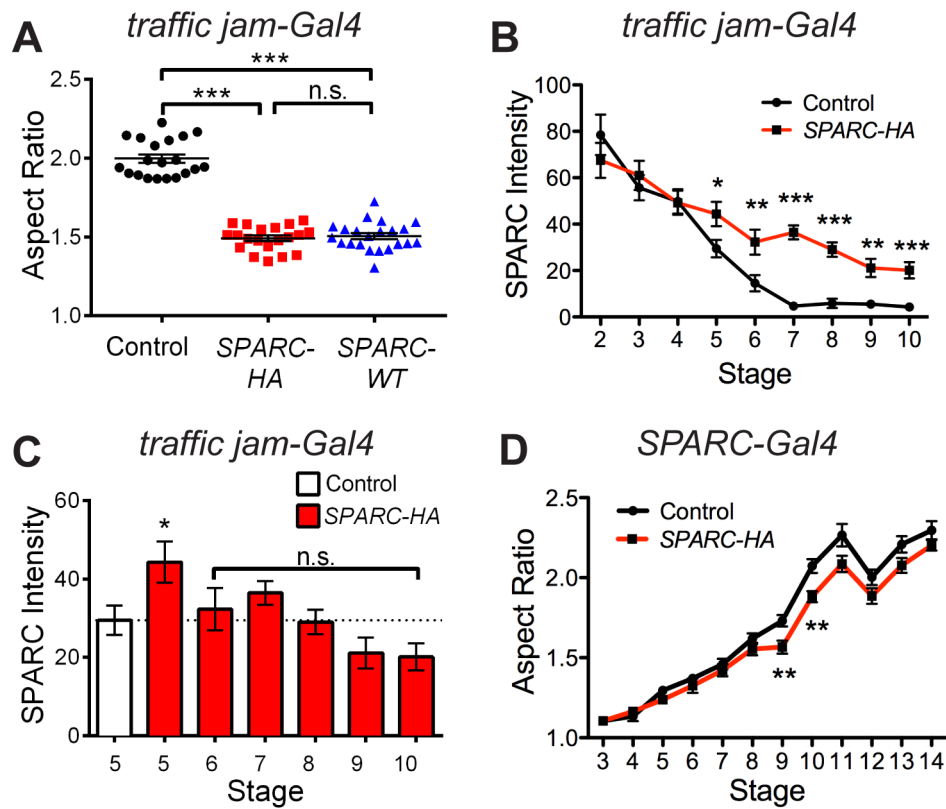 A
traffic jam-Gal4
***
***
n.s.
2.5
2.0
1.5
1.0
Aspect Ratio
Control
SPARC-
HA
SPARC-
WT
B
traffic jam-Gal4
Control
SPARC-HA
100
80
60
40
20
0
SPARC Intensity
*
**
***
***
**
***
2 3 4 5 6 7 8 9 10
Stage
C
traffic jam-Gal4
Control
SPARC-HA
60
40
20
0
SPARC Intensity
*
n.s.
5 5 6 7 8 9 10
Stage
D
SPARC-Gal4
Control
SPARC-HA
2.5
2.0
1.5
1.0
Aspect Ratio
**
**
3 4 5 6 7 8 9 10 11 12 13 14
Stage